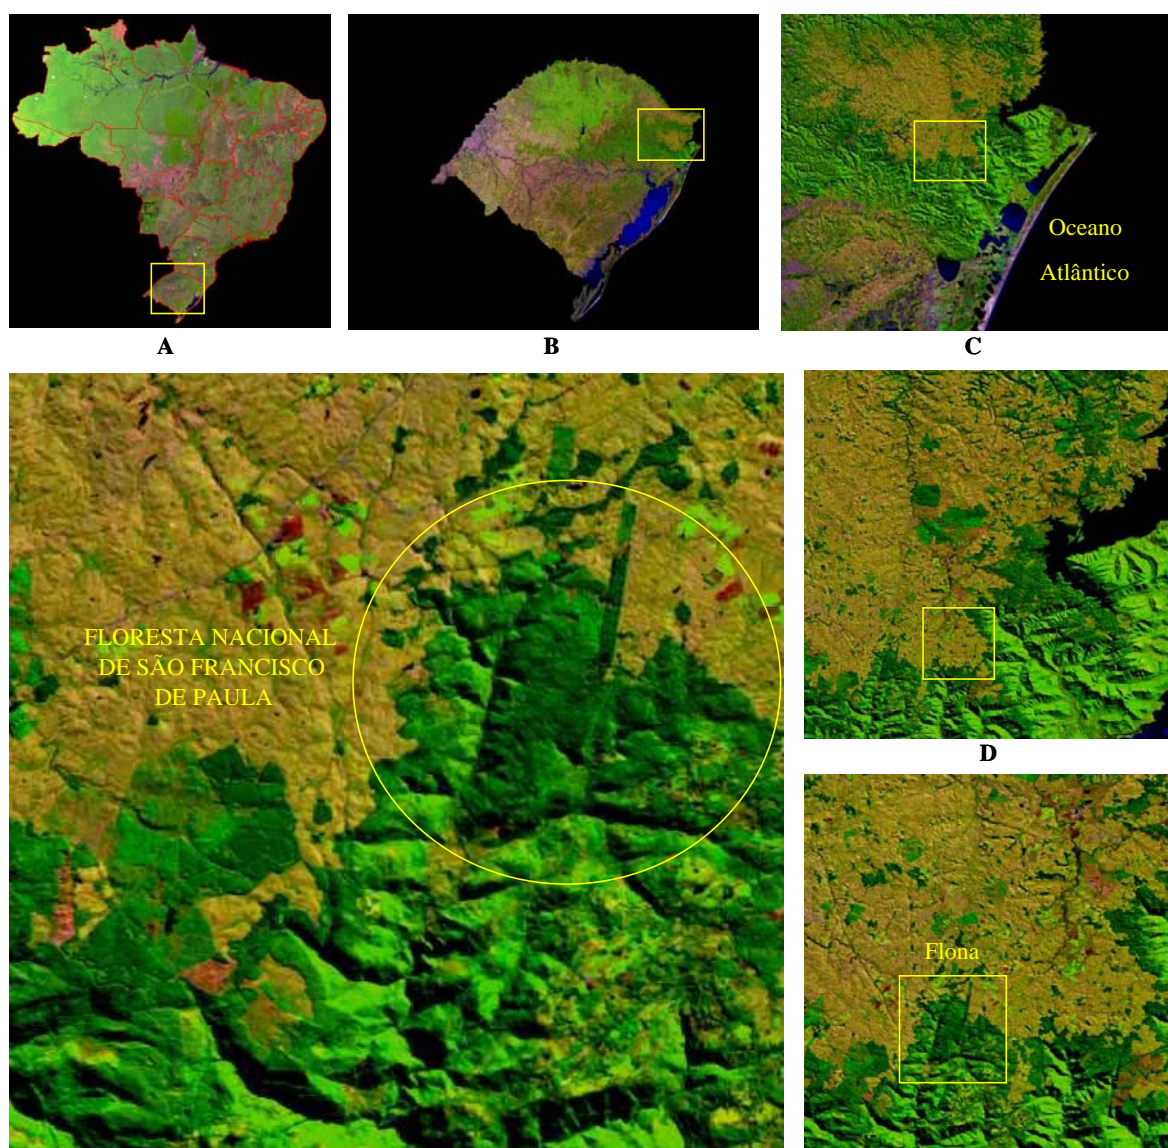 A
B
Oceano
Atlântico
C
FLORESTA NACIONAL
DE SÃO FRANCISCO
DE PAULA
D
Flona